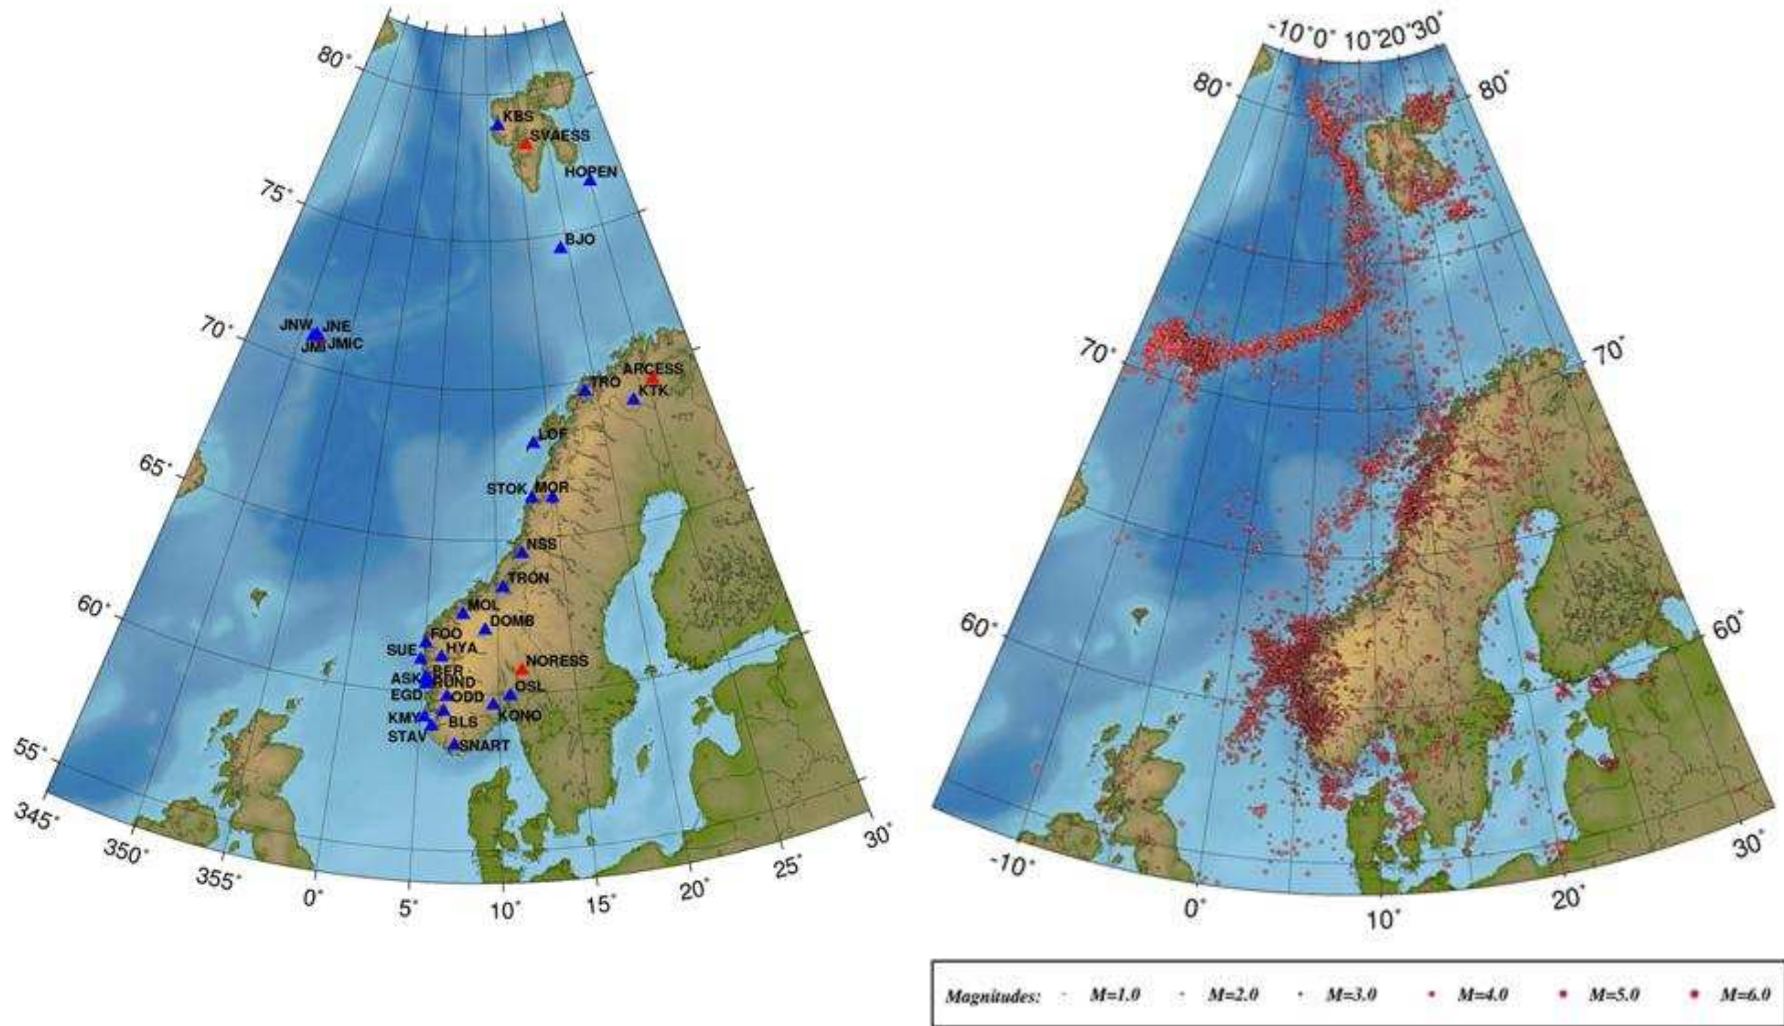 80°
75°
70°
65°
60°
55°
345°
350°
355°
0°
5°
10°
15°
20°
25°
30°
KBS
SVAESS
HOPEN
BJO
JNW JNE
JMI JMIC
ARCESS
TRO
KTK
LOF
STOK MOR
NSS
TRON
MOL
DOMB
FOO
SUE HYA
NORESS
BER
ASK RUND
OSL
EGD ODD
KMY BLS KONO
STAV
SNART
-10° 0° 10° 20° 30°
80° 80°
70° 70°
60° 60°
-10°
0°
10°
20°
30°
Magnitudes: M=1.0 M=2.0 M=3.0 M=4.0 M=5.0 M=6.0